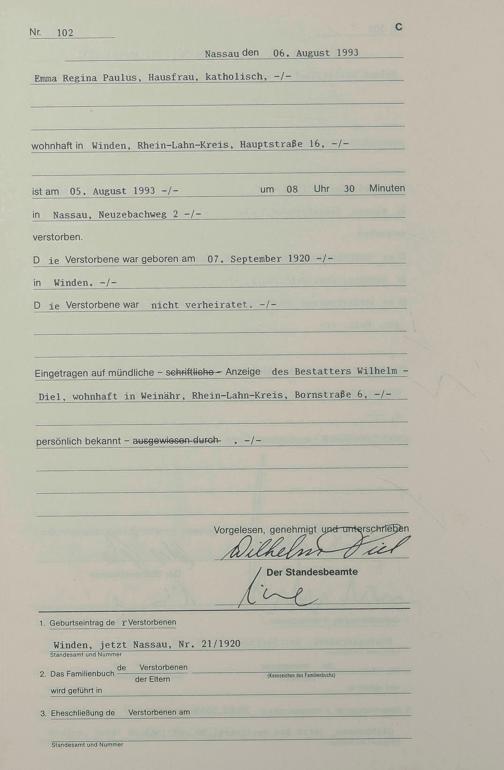 Nr. 102
C
Nassau den 06. August 1993
Emma Regina Paulus, Hausfrau, katholisch, -/-
wohnhaft in Winden, Rhein-Lahn-Kreis, Hauptstraße 16, -/-
ist am 05. August 1993 -/- um 08 Uhr 30 Minuten
in Nassau, Neuzebachweg 2 -/-
verstorben.
D ie Verstorbene war geboren am 07. September 1920 -/-
in Winden. -/-
D ie Verstorbene war nicht verheiratet. -/-
Eingetragen auf mündliche – schriftliche – Anzeige des Bestatters Wilhelm -
Diel, wohnhaft in Weinähr, Rhein-Lahn-Kreis, Bornstraße 6, -/-
persönlich bekannt – ausgewiesen durch . -/-
Vorgelesen, genehmigt und unterschrieben
Wilhelm Diel
Der Standesbeamte
1. Geburtseintrag de r Verstorbenen
Winden, jetzt Nassau, Nr. 21/1920
Standesamt und Nummer
2. Das Familienbuch de Verstorbenen
der Eltern
(Kennzeichen des Familienbuchs)
wird geführt in
3. Eheschließung de Verstorbenen am
Standesamt und Nummer